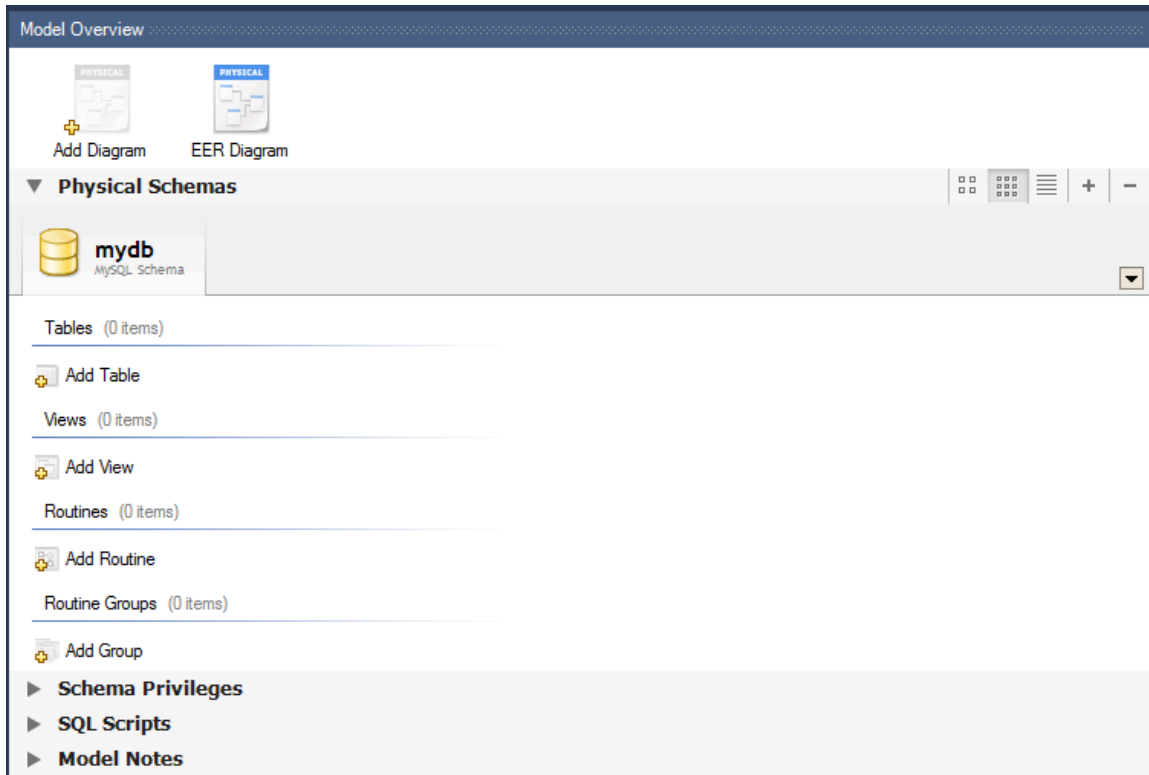 Model Overview
PHYSICAL
PHYSICAL
Add Diagram
EER Diagram
Physical Schemas
mydb
MySQL Schema
Tables (0 items)
Add Table
Views (0 items)
Add View
Routines (0 items)
Add Routine
Routine Groups (0 items)
Add Group
Schema Privileges
SQL Scripts
Model Notes